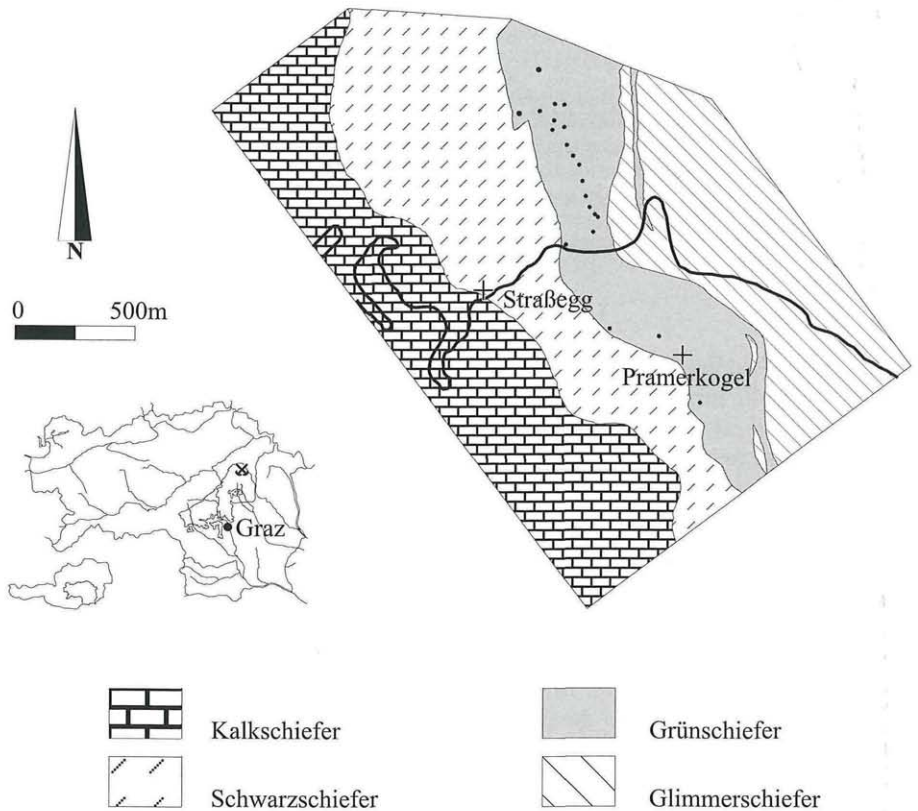 N
0 500m
Straßegg
Pramerkogel
Graz
Kalkschiefer
Grünschiefer
Schwarzschiefer
Glimmerschiefer